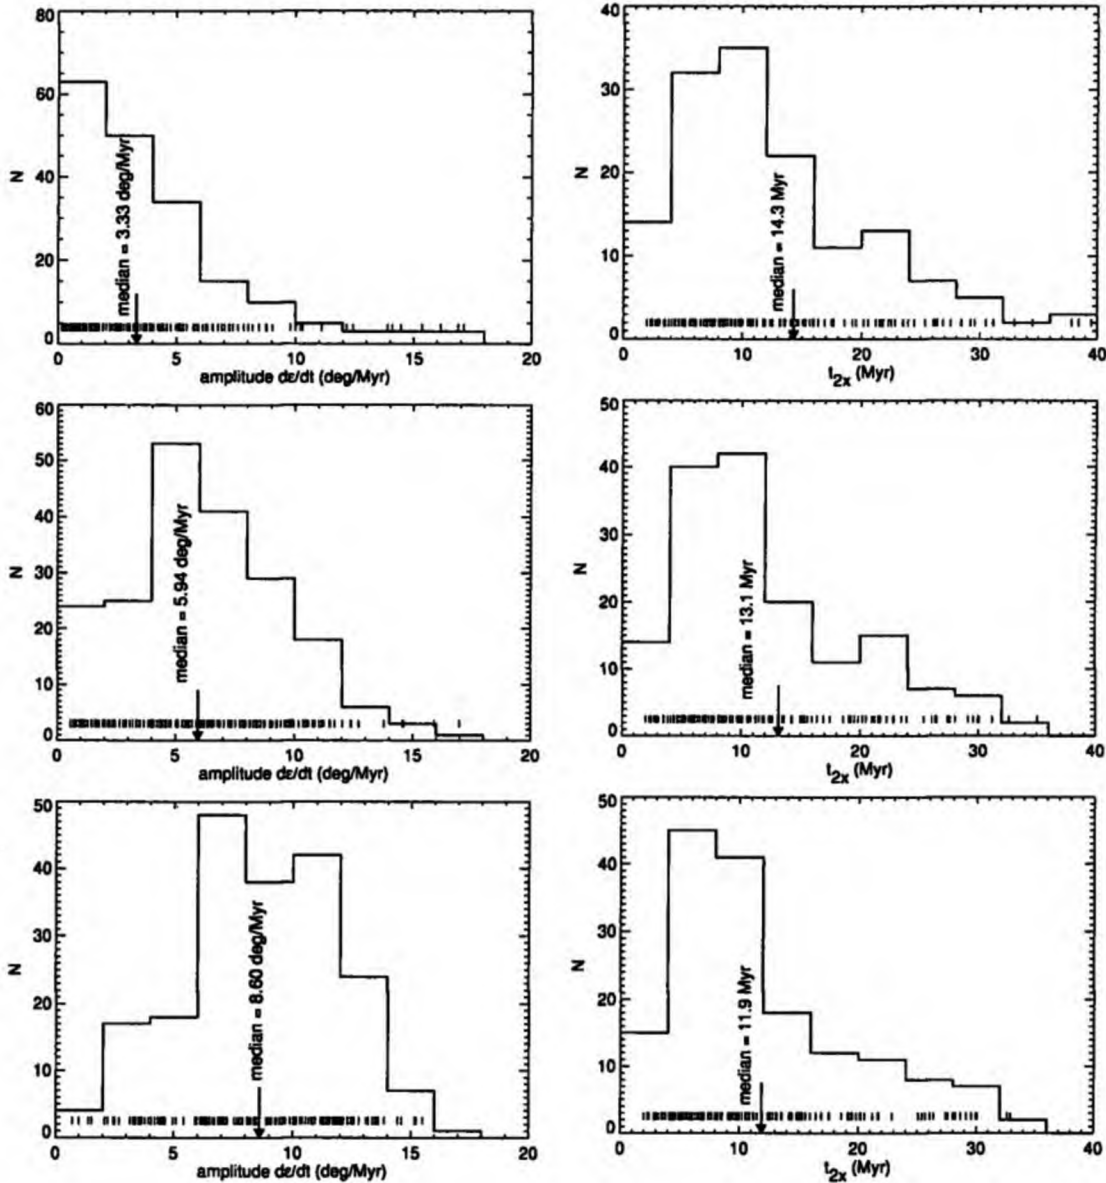 80
60
40
20
0
N
median = 3.33 deg/Myr
0 5 10 15 20
amplitude dε/dt (deg/Myr)
40
30
20
10
0
N
median = 14.3 Myr
0 10 20 30 40
t2x (Myr)
60
50
40
30
20
10
0
N
median = 5.94 deg/Myr
0 5 10 15 20
amplitude dε/dt (deg/Myr)
50
40
30
20
10
0
N
median = 13.1 Myr
0 10 20 30 40
t2x (Myr)
50
40
30
20
10
0
N
median = 8.60 deg/Myr
0 5 10 15 20
amplitude dε/dt (deg/Myr)
50
40
30
20
10
0
N
median = 11.9 Myr
0 10 20 30 40
t2x (Myr)